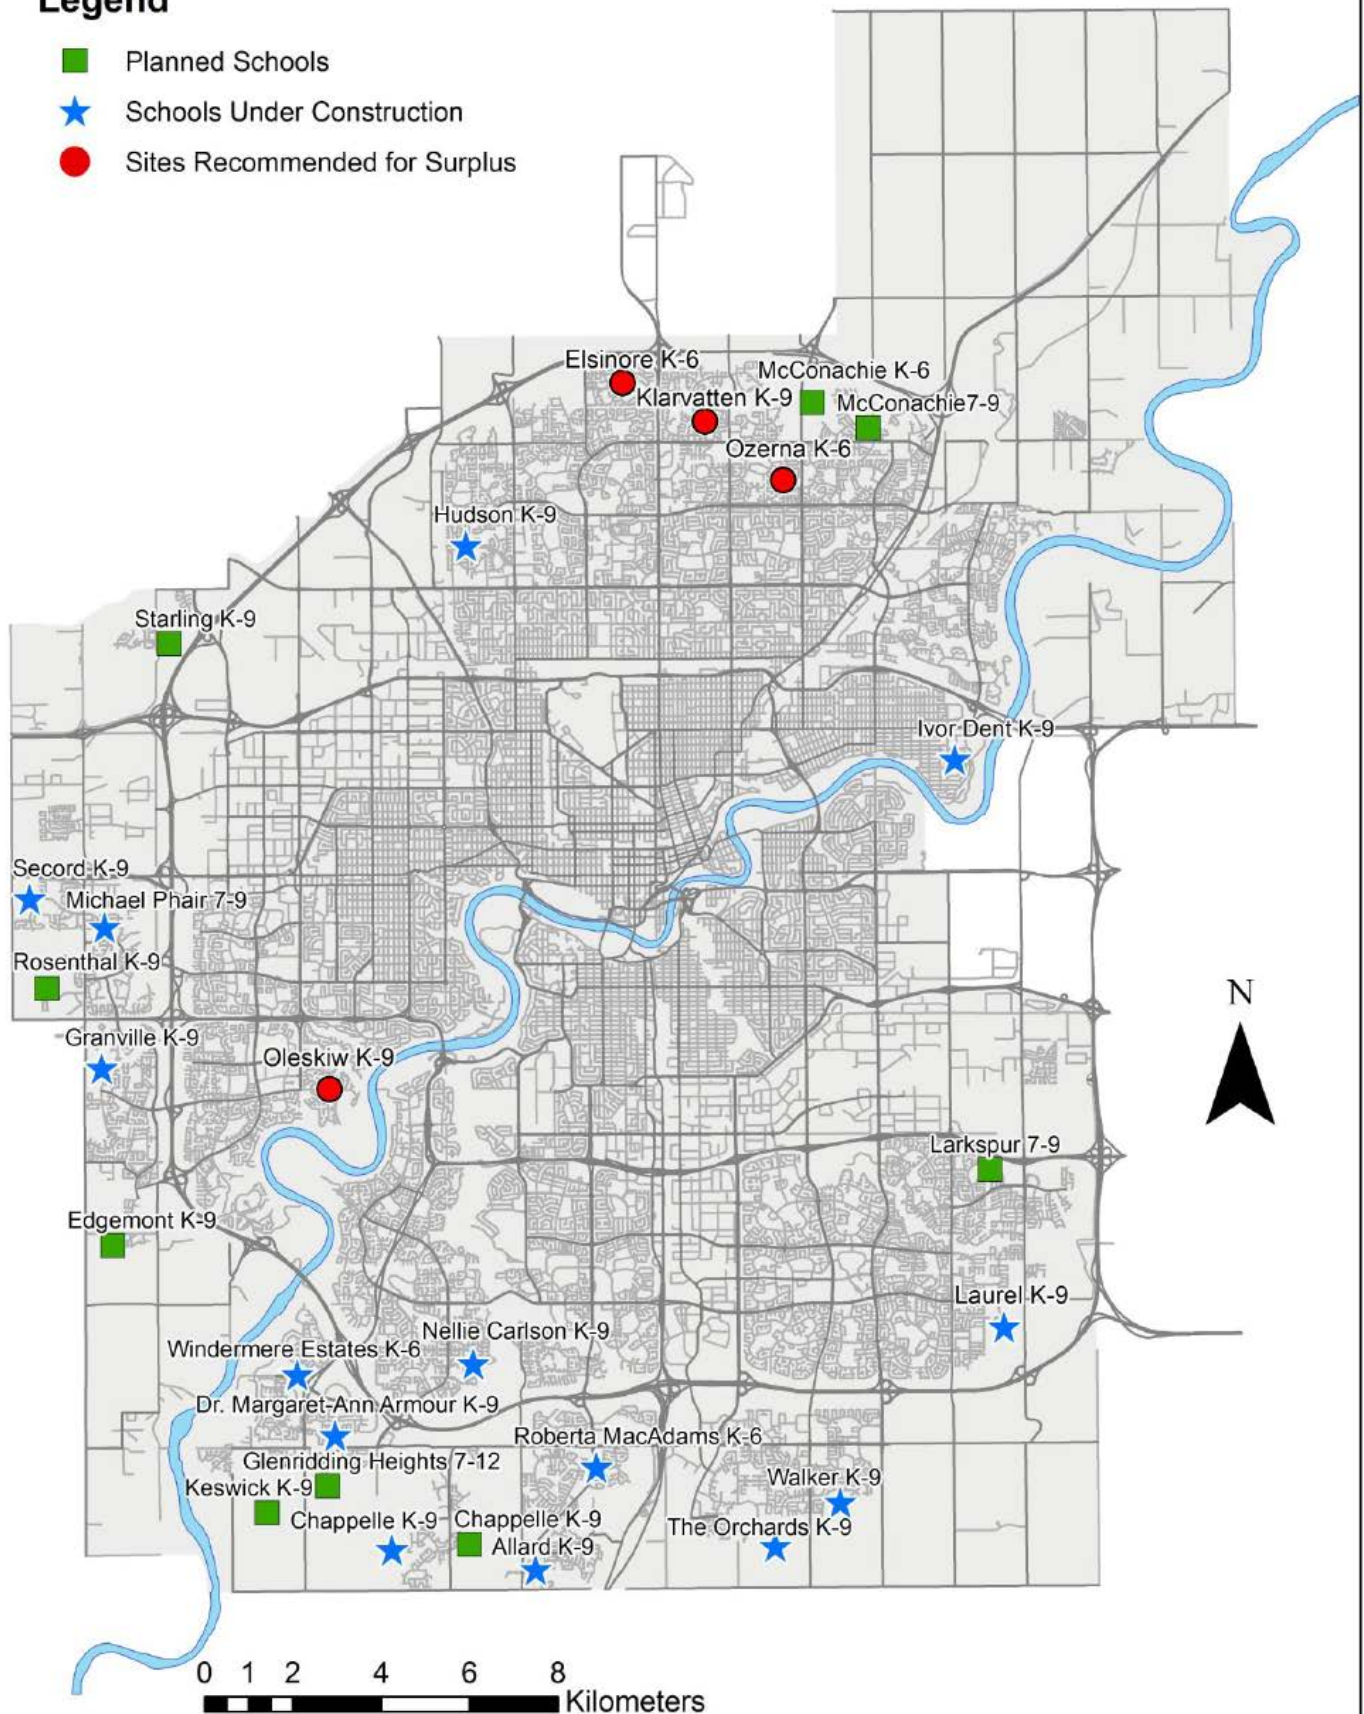 Legend
Planned Schools
Schools Under Construction
Sites Recommended for Surplus
Elsinore K-6
McConachie K-6
Klarvatten K-9
McConachie7-9
Ozerna K-6
Hudson K-9
Starling K-9
Ivor Dent K-9
Secord K-9
Michael Phair 7-9
Rosenthal K-9
N
Granville K-9
Oleskiw K-9
Larkspur 7-9
Edgemont K-9
Laurel K-9
Nellie Carlson K-9
Windermere Estates K-6
Dr. Margaret-Ann Armour K-9
Roberta MacAdams K-6
Glenridding Heights 7-12
Walker K-9
Keswick K-9
Chappelle K-9
Chappelle K-9
The Orchards K-9
Allard K-9
0 1 2 4 6 8
Kilometers